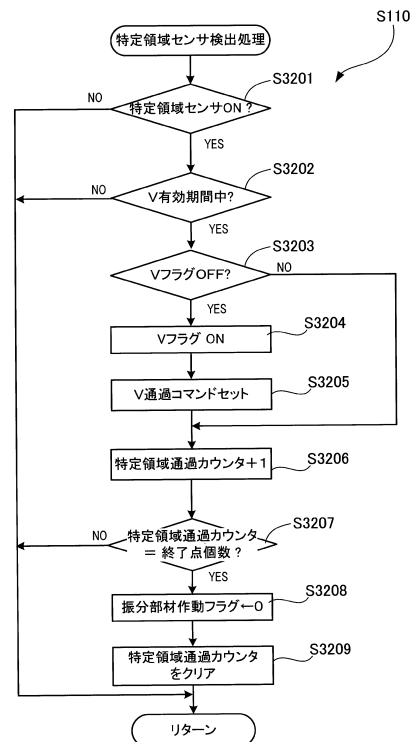 S110
特定領域センサ検出処理
S3201
特定領域センサON？
NO
YES
S3202
V有効期間中？
NO
YES
S3203
VフラグOFF？
NO
YES
S3204
Vフラグ ON
S3205
V通過コマンドセット
S3206
特定領域通過カウンタ＋1
S3207
特定領域通過カウンタ
＝終了点個数？
NO
YES
S3208
振分部材作動フラグ←0
S3209
特定領域通過カウンタ
をクリア
リターン